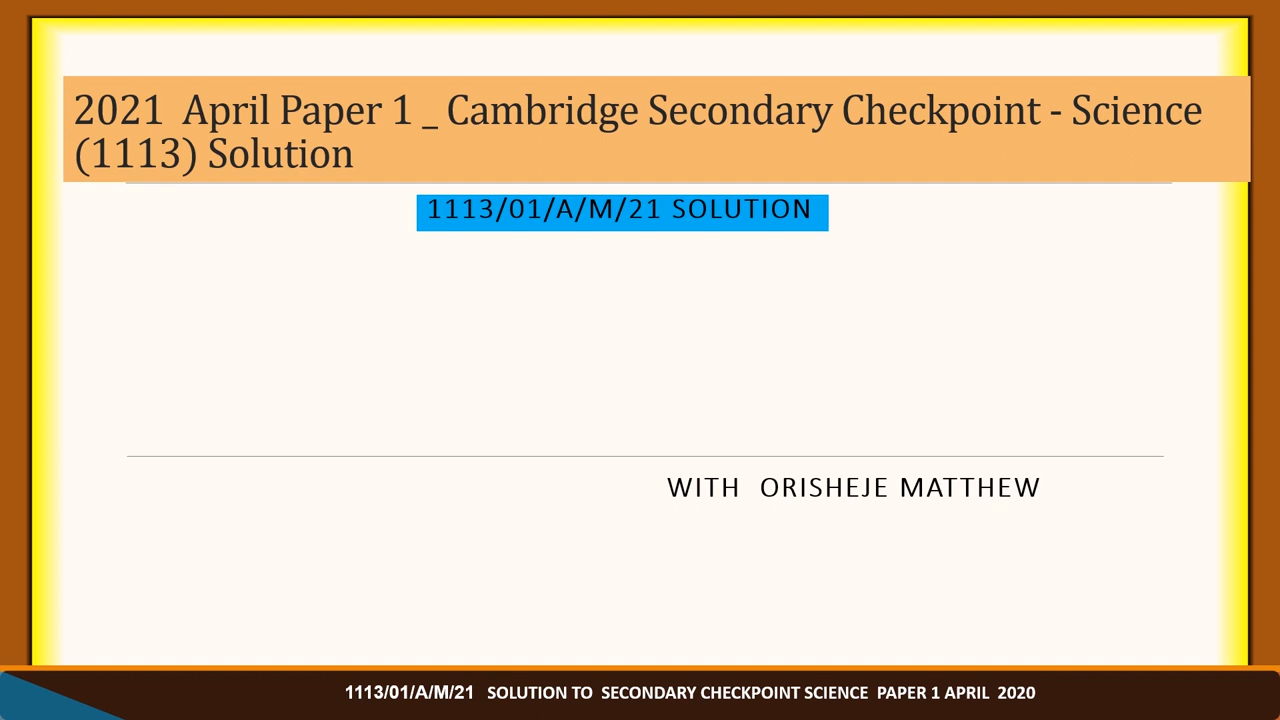 2021 April Paper 1 _ Cambridge Secondary Checkpoint - Science
(1113) Solution
1113/01/A/M/21 SOLUTION
WITH ORISHEJE MATTHEW
1113/01/A/M/21 SOLUTION TO SECONDARY CHECKPOINT SCIENCE PAPER 1 APRIL 2020